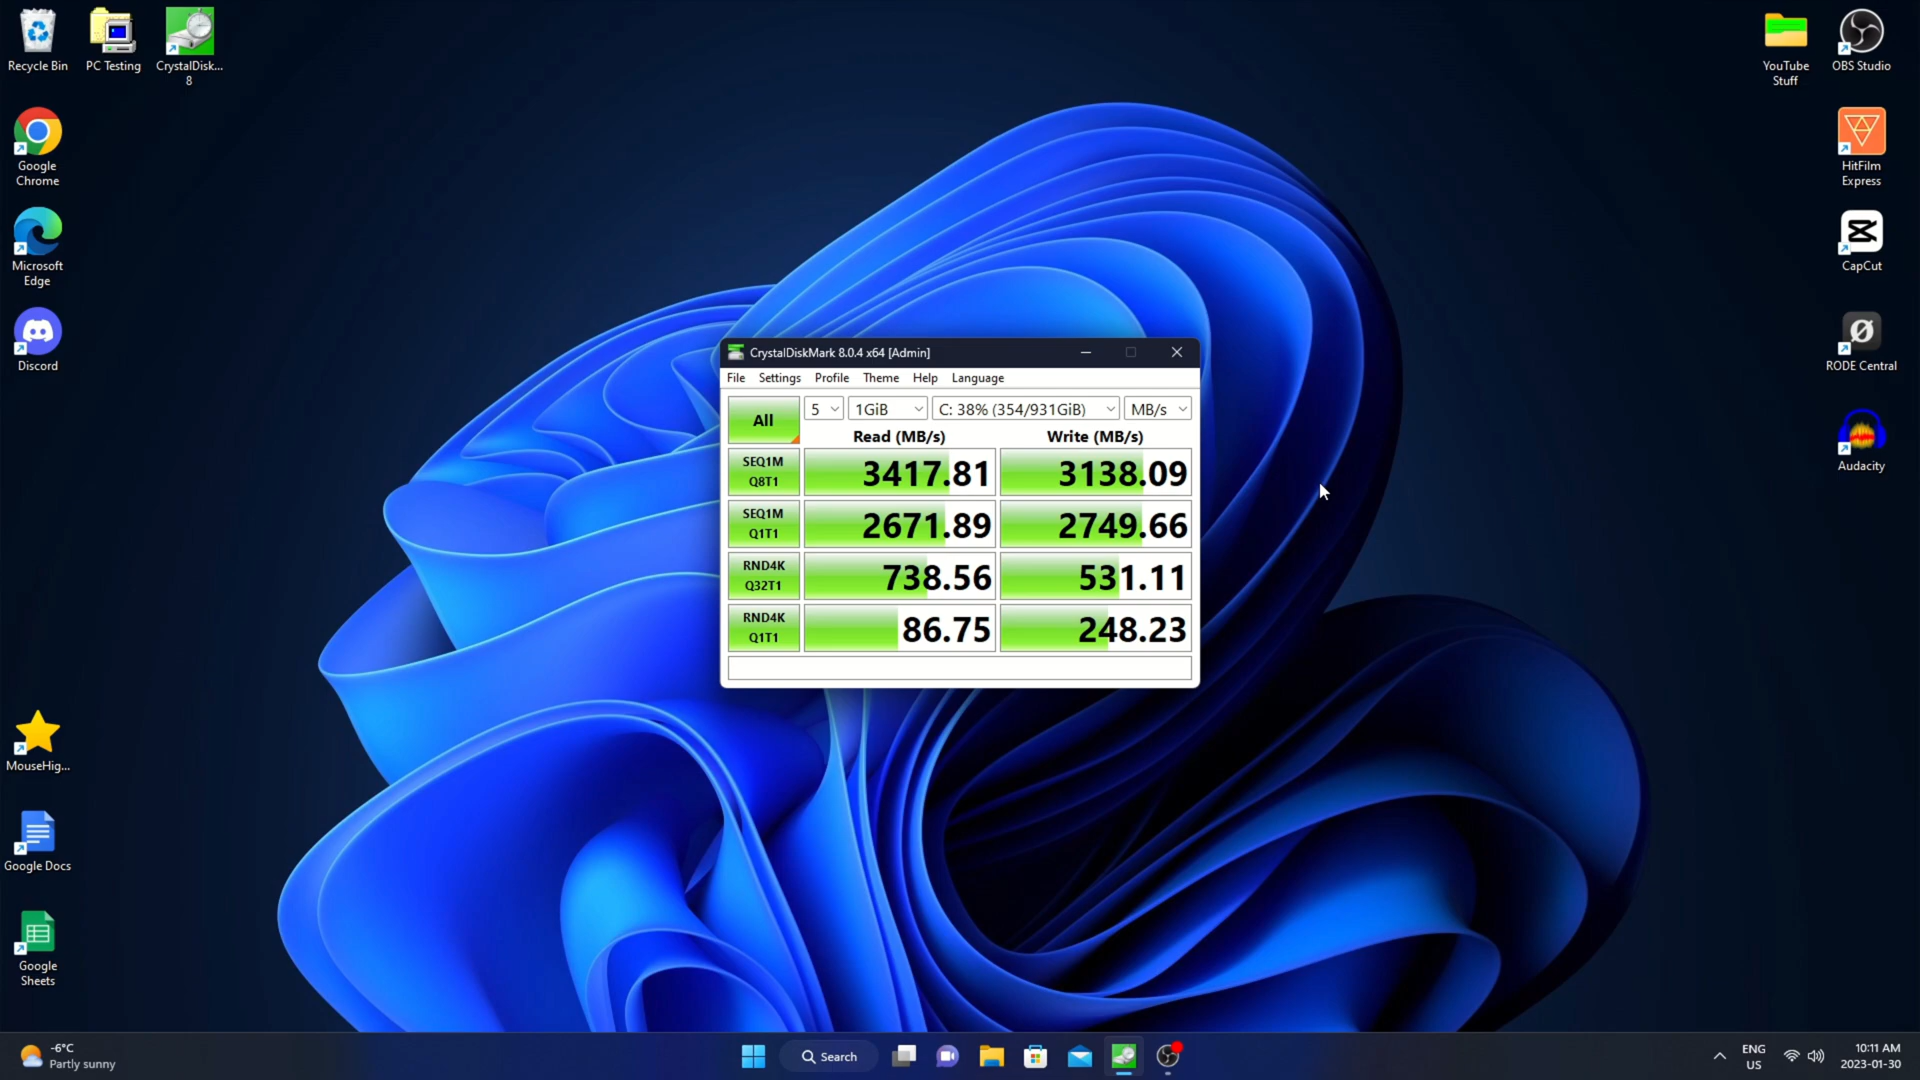 Recycle Bin
PC Testing
CrystalDisk...
8
Google
Chrome
Microsoft
Edge
Discord
MouseHig...
Google Docs
Google
Sheets
YouTube
Stuff
OBS Studio
HitFilm
Express
CapCut
RODE Central
Audacity
CrystalDiskMark 8.0.4 x64 [Admin]
File Settings Profile Theme Help Language
All
5 1GiB C: 38% (354/931GiB) MB/s
Read (MB/s) Write (MB/s)
SEQ1M
Q8T1
3417.81 3138.09
SEQ1M
Q1T1
2671.89 2749.66
RND4K
Q32T1
738.56 531.11
RND4K
Q1T1
86.75 248.23
-6°C
Partly sunny
Search
ENG
US
10:11 AM
2023-01-30